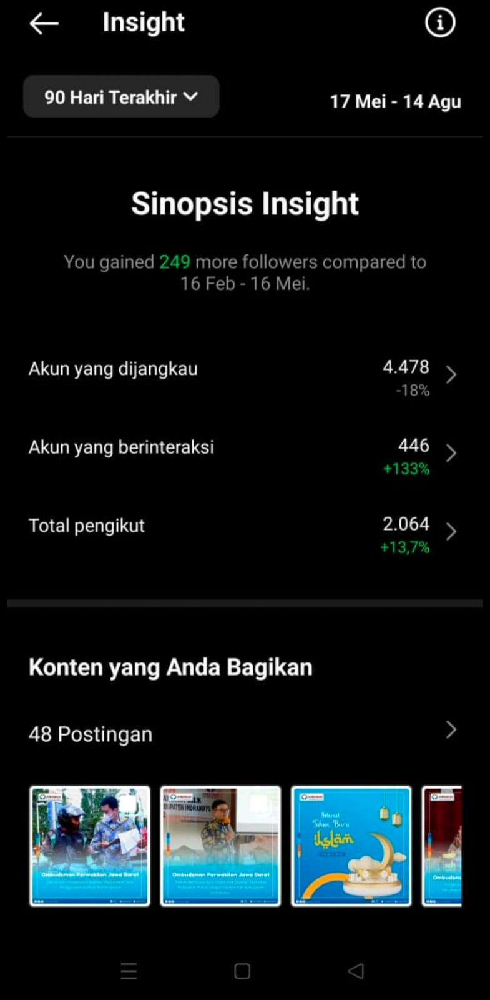 Insight
90 Hari Terakhir
17 Mei - 14 Agu
Sinopsis Insight
You gained 249 more followers compared to
16 Feb - 16 Mei.
Akun yang dijangkau
4.478
-18%
Akun yang berinteraksi
446
+133%
Total pengikut
2.064
+13,7%
Konten yang Anda Bagikan
48 Postingan
Ombudsman Perwakilan Jawa Barat
BUPATEN INDRAMAYU
Ombudsman Perwakilan Jawa Barat
Selamat
Tahun Baru
islam